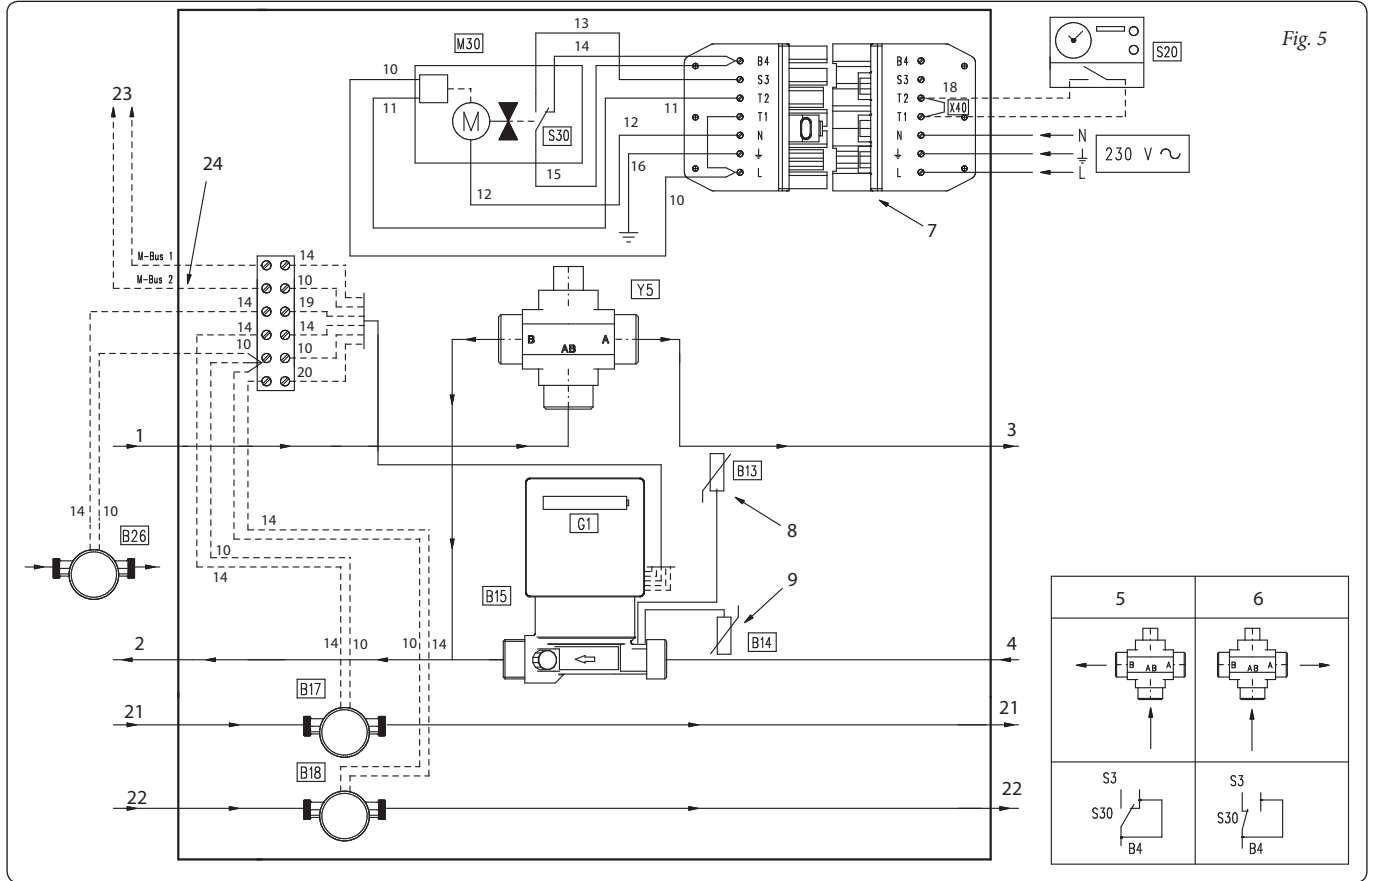 Fig. 5
13
14
M30
10
11
M
S30
15
12
12
11
16
10
B4
S3
T2
T1
N
L
B4
S3
T2
T1
N
L
18
X40
S20
N
L
230 V
7
23
24
M-Bus 1
M-Bus 2
14
10
14
19
14
14
10
10
20
Y5
B
AB
A
1
3
B13
8
G1
14
10
B26
14
10
14
B15
9
B14
2
14
10
10
14
4
B17
21
21
B18
22
22
5
6
B AB A
B AB A
S3
S30
B4
S3
S30
B4